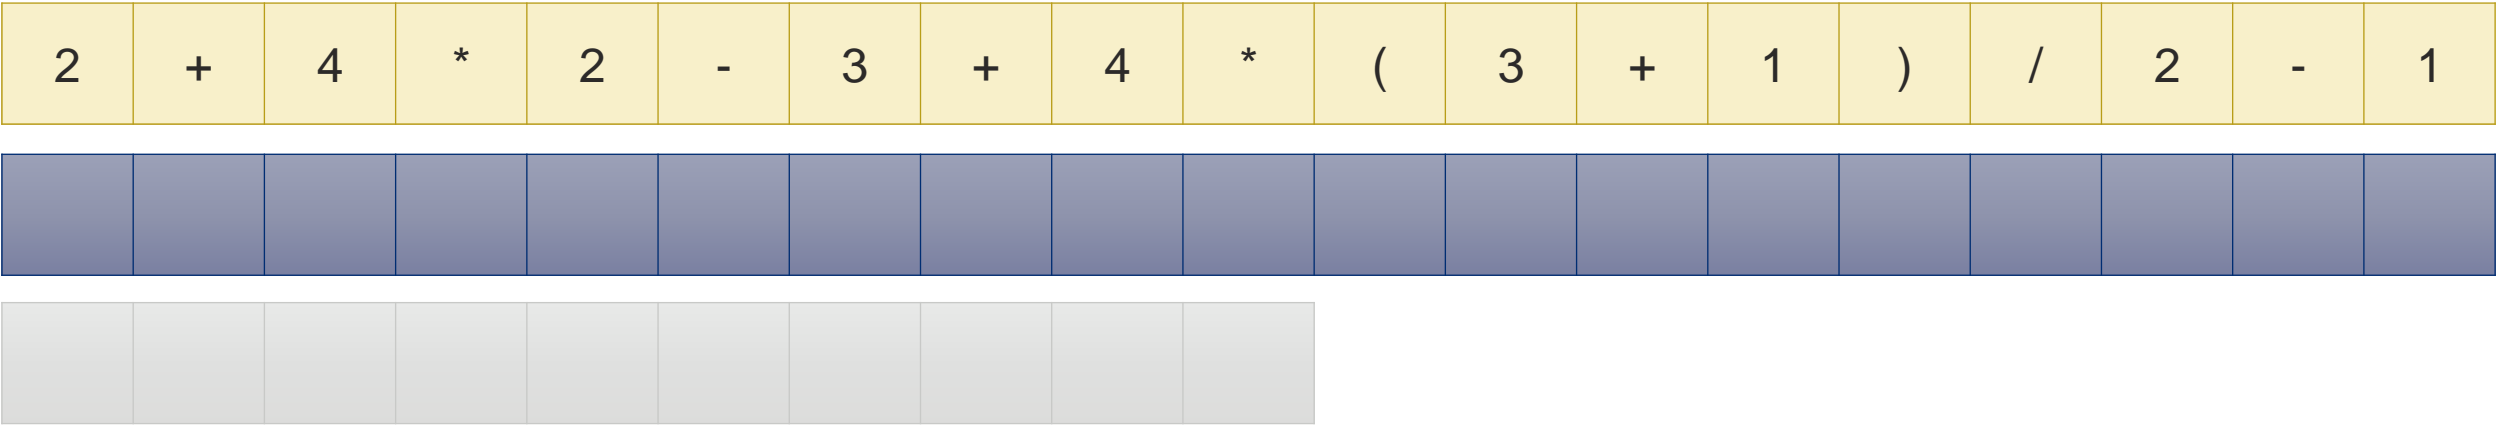 2 + 4 * 2 - 3 + 4 * ( 3 + 1 ) / 2 - 1